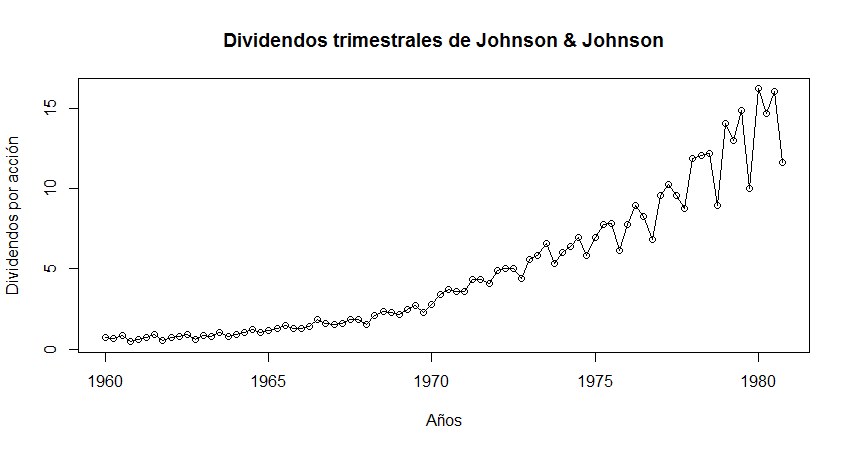 Dividendos trimestrales de Johnson & Johnson
Dividendos por acción
15
10
5
0
1960 1965 1970 1975 1980
Años